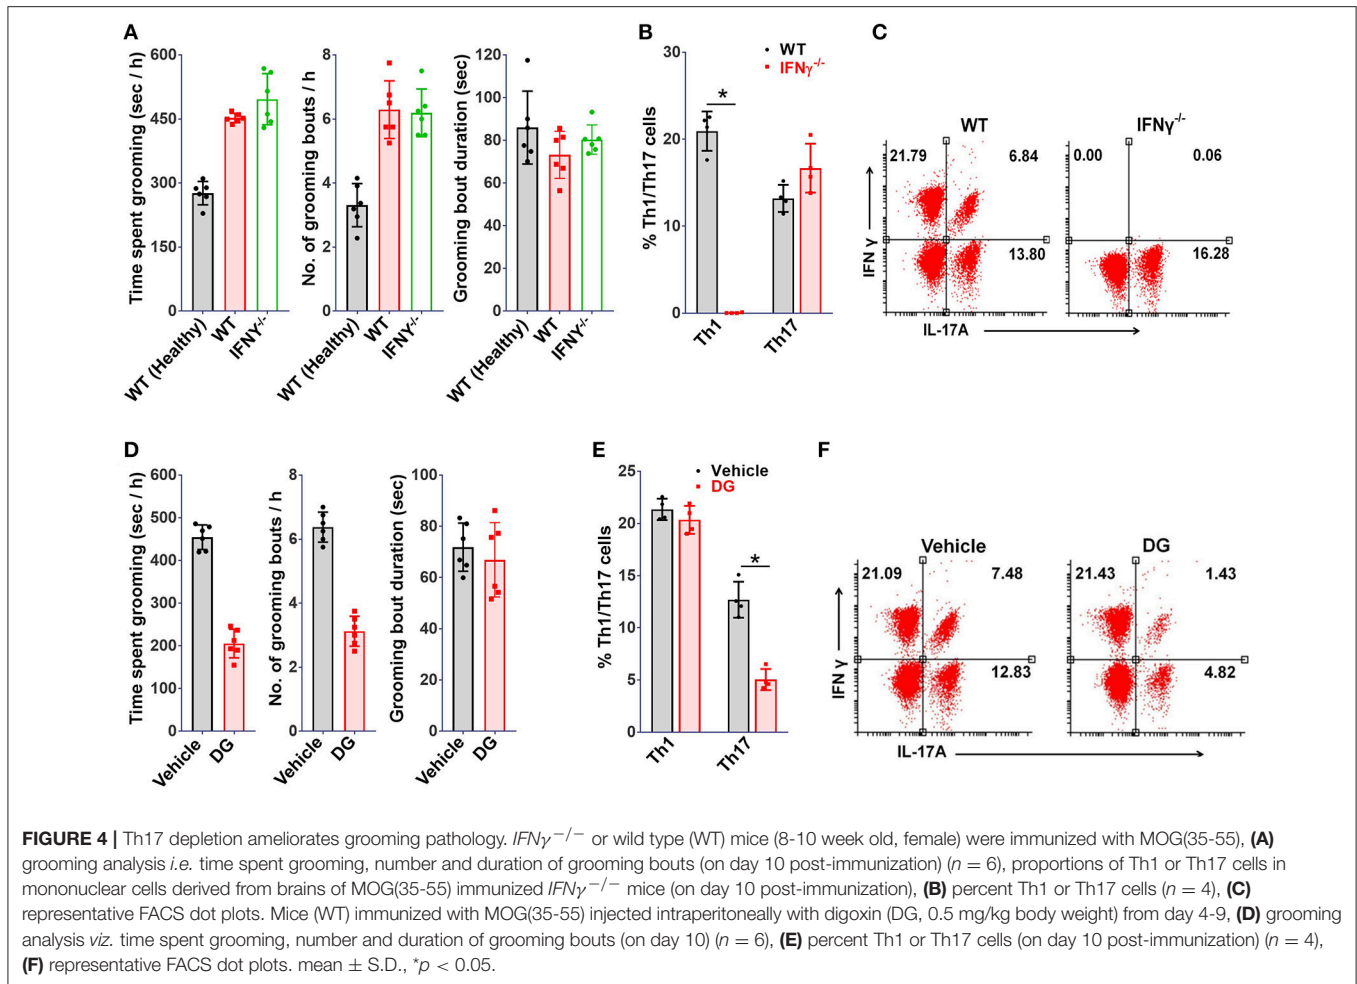 A
Time spent grooming (sec / h)
600
450
300
150
0
WT (Healthy)
WT
IFNγ-/-
No. of grooming bouts / h
8
6
4
2
0
WT (Healthy)
WT
IFNγ-/-
Grooming bout duration (sec)
120
100
80
60
40
20
0
WT (Healthy)
WT
IFNγ-/-
B
% Th1/Th17 cells
30
20
10
0
WT
IFNγ-/-
*
Th1
Th17
C
WT
21.79
6.84
13.80
IFNγ-/-
0.00
0.06
16.28
IFN γ
IL-17A
D
Time spent grooming (sec / h)
600
500
400
300
200
100
0
Vehicle
DG
No. of grooming bouts / h
8
6
4
2
0
Vehicle
DG
Grooming bout duration (sec)
100
80
60
40
20
0
Vehicle
DG
E
% Th1/Th17 cells
25
20
15
10
5
0
Vehicle
DG
*
Th1
Th17
F
Vehicle
21.09
7.48
12.83
DG
21.43
1.43
4.82
IFN γ
IL-17A
FIGURE 4 | Th17 depletion ameliorates grooming pathology. IFNγ−/− or wild type (WT) mice (8-10 week old, female) were immunized with MOG(35-55), (A)
grooming analysis i.e. time spent grooming, number and duration of grooming bouts (on day 10 post-immunization) (n = 6), proportions of Th1 or Th17 cells in
mononuclear cells derived from brains of MOG(35-55) immunized IFNγ−/− mice (on day 10 post-immunization), (B) percent Th1 or Th17 cells (n = 4), (C)
representative FACS dot plots. Mice (WT) immunized with MOG(35-55) injected intraperitoneally with digoxin (DG, 0.5 mg/kg body weight) from day 4-9, (D) grooming
analysis viz. time spent grooming, number and duration of grooming bouts (on day 10) (n = 6), (E) percent Th1 or Th17 cells (on day 10 post-immunization) (n = 4),
(F) representative FACS dot plots. mean ± S.D., *p < 0.05.